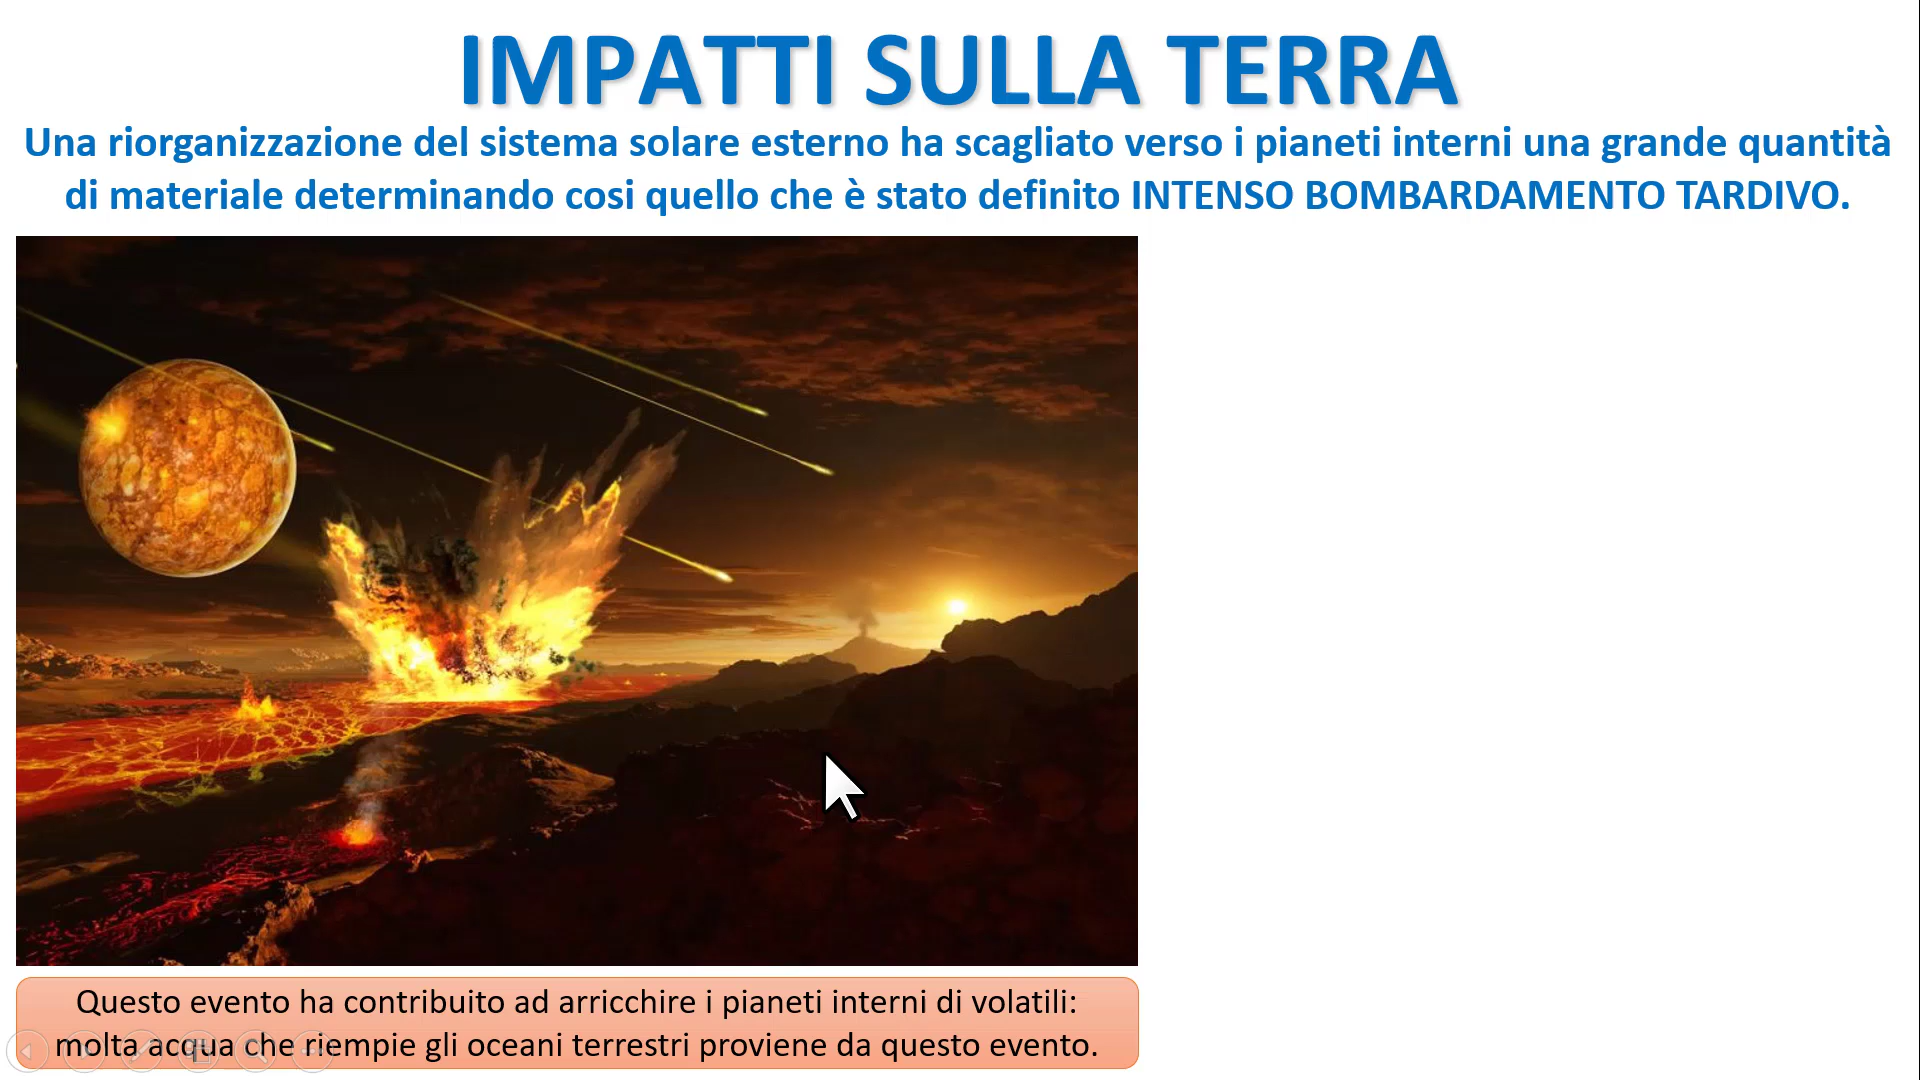 IMPATTI SULLA TERRA
Una riorganizzazione del sistema solare esterno ha scagliato verso i pianeti interni una grande quantità
di materiale determinando cosi quello che è stato definito INTENSO BOMBARDAMENTO TARDIVO.
Questo evento ha contribuito ad arricchire i pianeti interni di volatili:
molta acqua che riempie gli oceani terrestri proviene da questo evento.